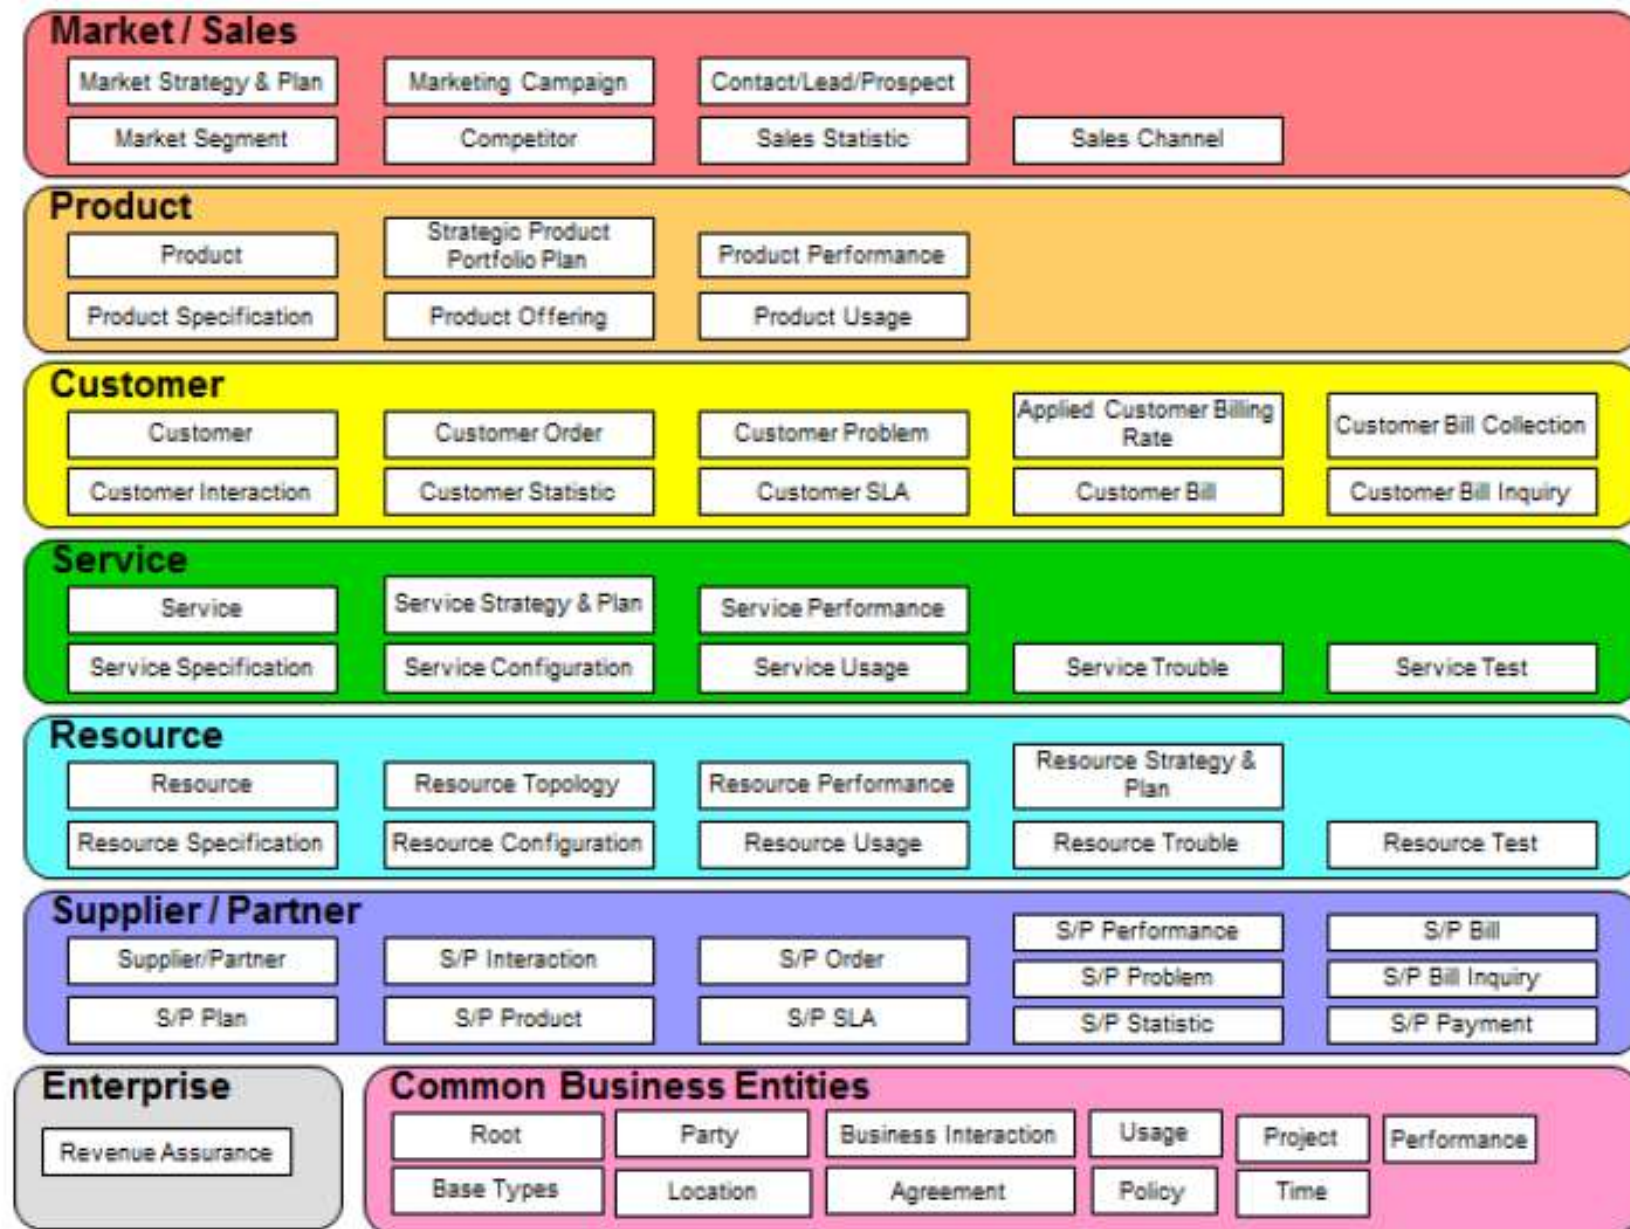 Market / Sales
Market Strategy & Plan
Marketing Campaign
Contact/Lead/Prospect
Market Segment
Competitor
Sales Statistic
Sales Channel
Product
Product
Strategic Product
Portfolio Plan
Product Performance
Product Specification
Product Offering
Product Usage
Customer
Customer
Customer Order
Customer Problem
Applied Customer Billing
Rate
Customer Bill Collection
Customer Interaction
Customer Statistic
Customer SLA
Customer Bill
Customer Bill Inquiry
Service
Service
Service Strategy & Plan
Service Performance
Service Specification
Service Configuration
Service Usage
Service Trouble
Service Test
Resource
Resource
Resource Topology
Resource Performance
Resource Strategy &
Plan
Resource Specification
Resource Configuration
Resource Usage
Resource Trouble
Resource Test
Supplier / Partner
Supplier/Partner
S/P Interaction
S/P Order
S/P Performance
S/P Bill
S/P Problem
S/P Bill Inquiry
S/P Plan
S/P Product
S/P SLA
S/P Statistic
S/P Payment
Enterprise
Revenue Assurance
Common Business Entities
Root
Party
Business Interaction
Usage
Project
Performance
Base Types
Location
Agreement
Policy
Time